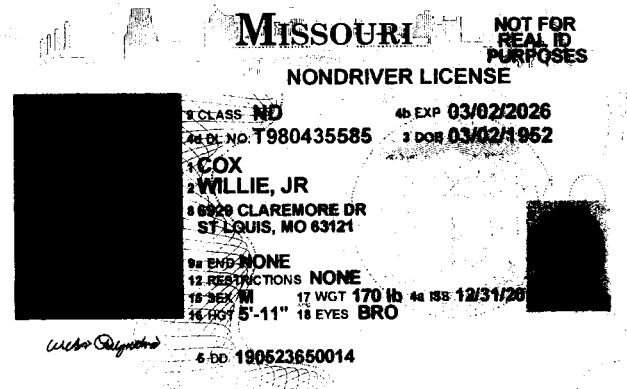 MISSOURI
NOT FOR
REAL ID
PURPOSES
NONDRIVER LICENSE
9 CLASS ND
4b EXP 03/02/2026
4d DL NO. T980435585
3 DOB 03/02/1952
1 COX
2 WILLIE, JR
8 6929 CLAREMORE DR
ST LOUIS, MO 63121
9a END NONE
12 RESTRICTIONS NONE
15 SEX M 17 WGT 170 lb 4a ISS 12/31/20
16 HGT 5'-11" 18 EYES BRO
5 DD 190523650014